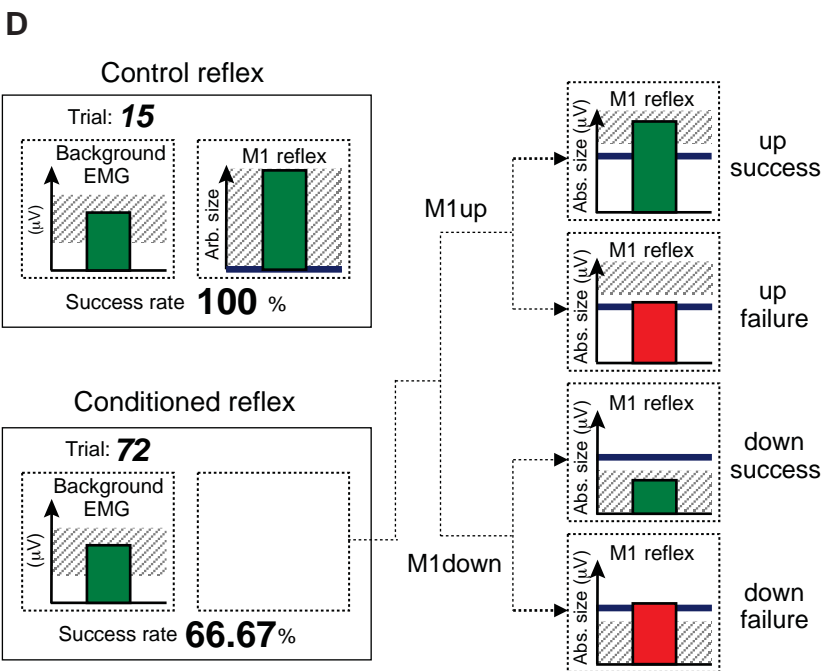 D
Control reflex
Trial: 15
Background
EMG
(μV)
M1 reflex
Arb. size
Success rate 100 %
Conditioned reflex
Trial: 72
Background
EMG
(μV)
Success rate 66.67%
M1up
M1down
M1 reflex
Abs. size (μV)
up
success
M1 reflex
Abs. size (μV)
up
failure
M1 reflex
Abs. size (μV)
down
success
M1 reflex
Abs. size (μV)
down
failure